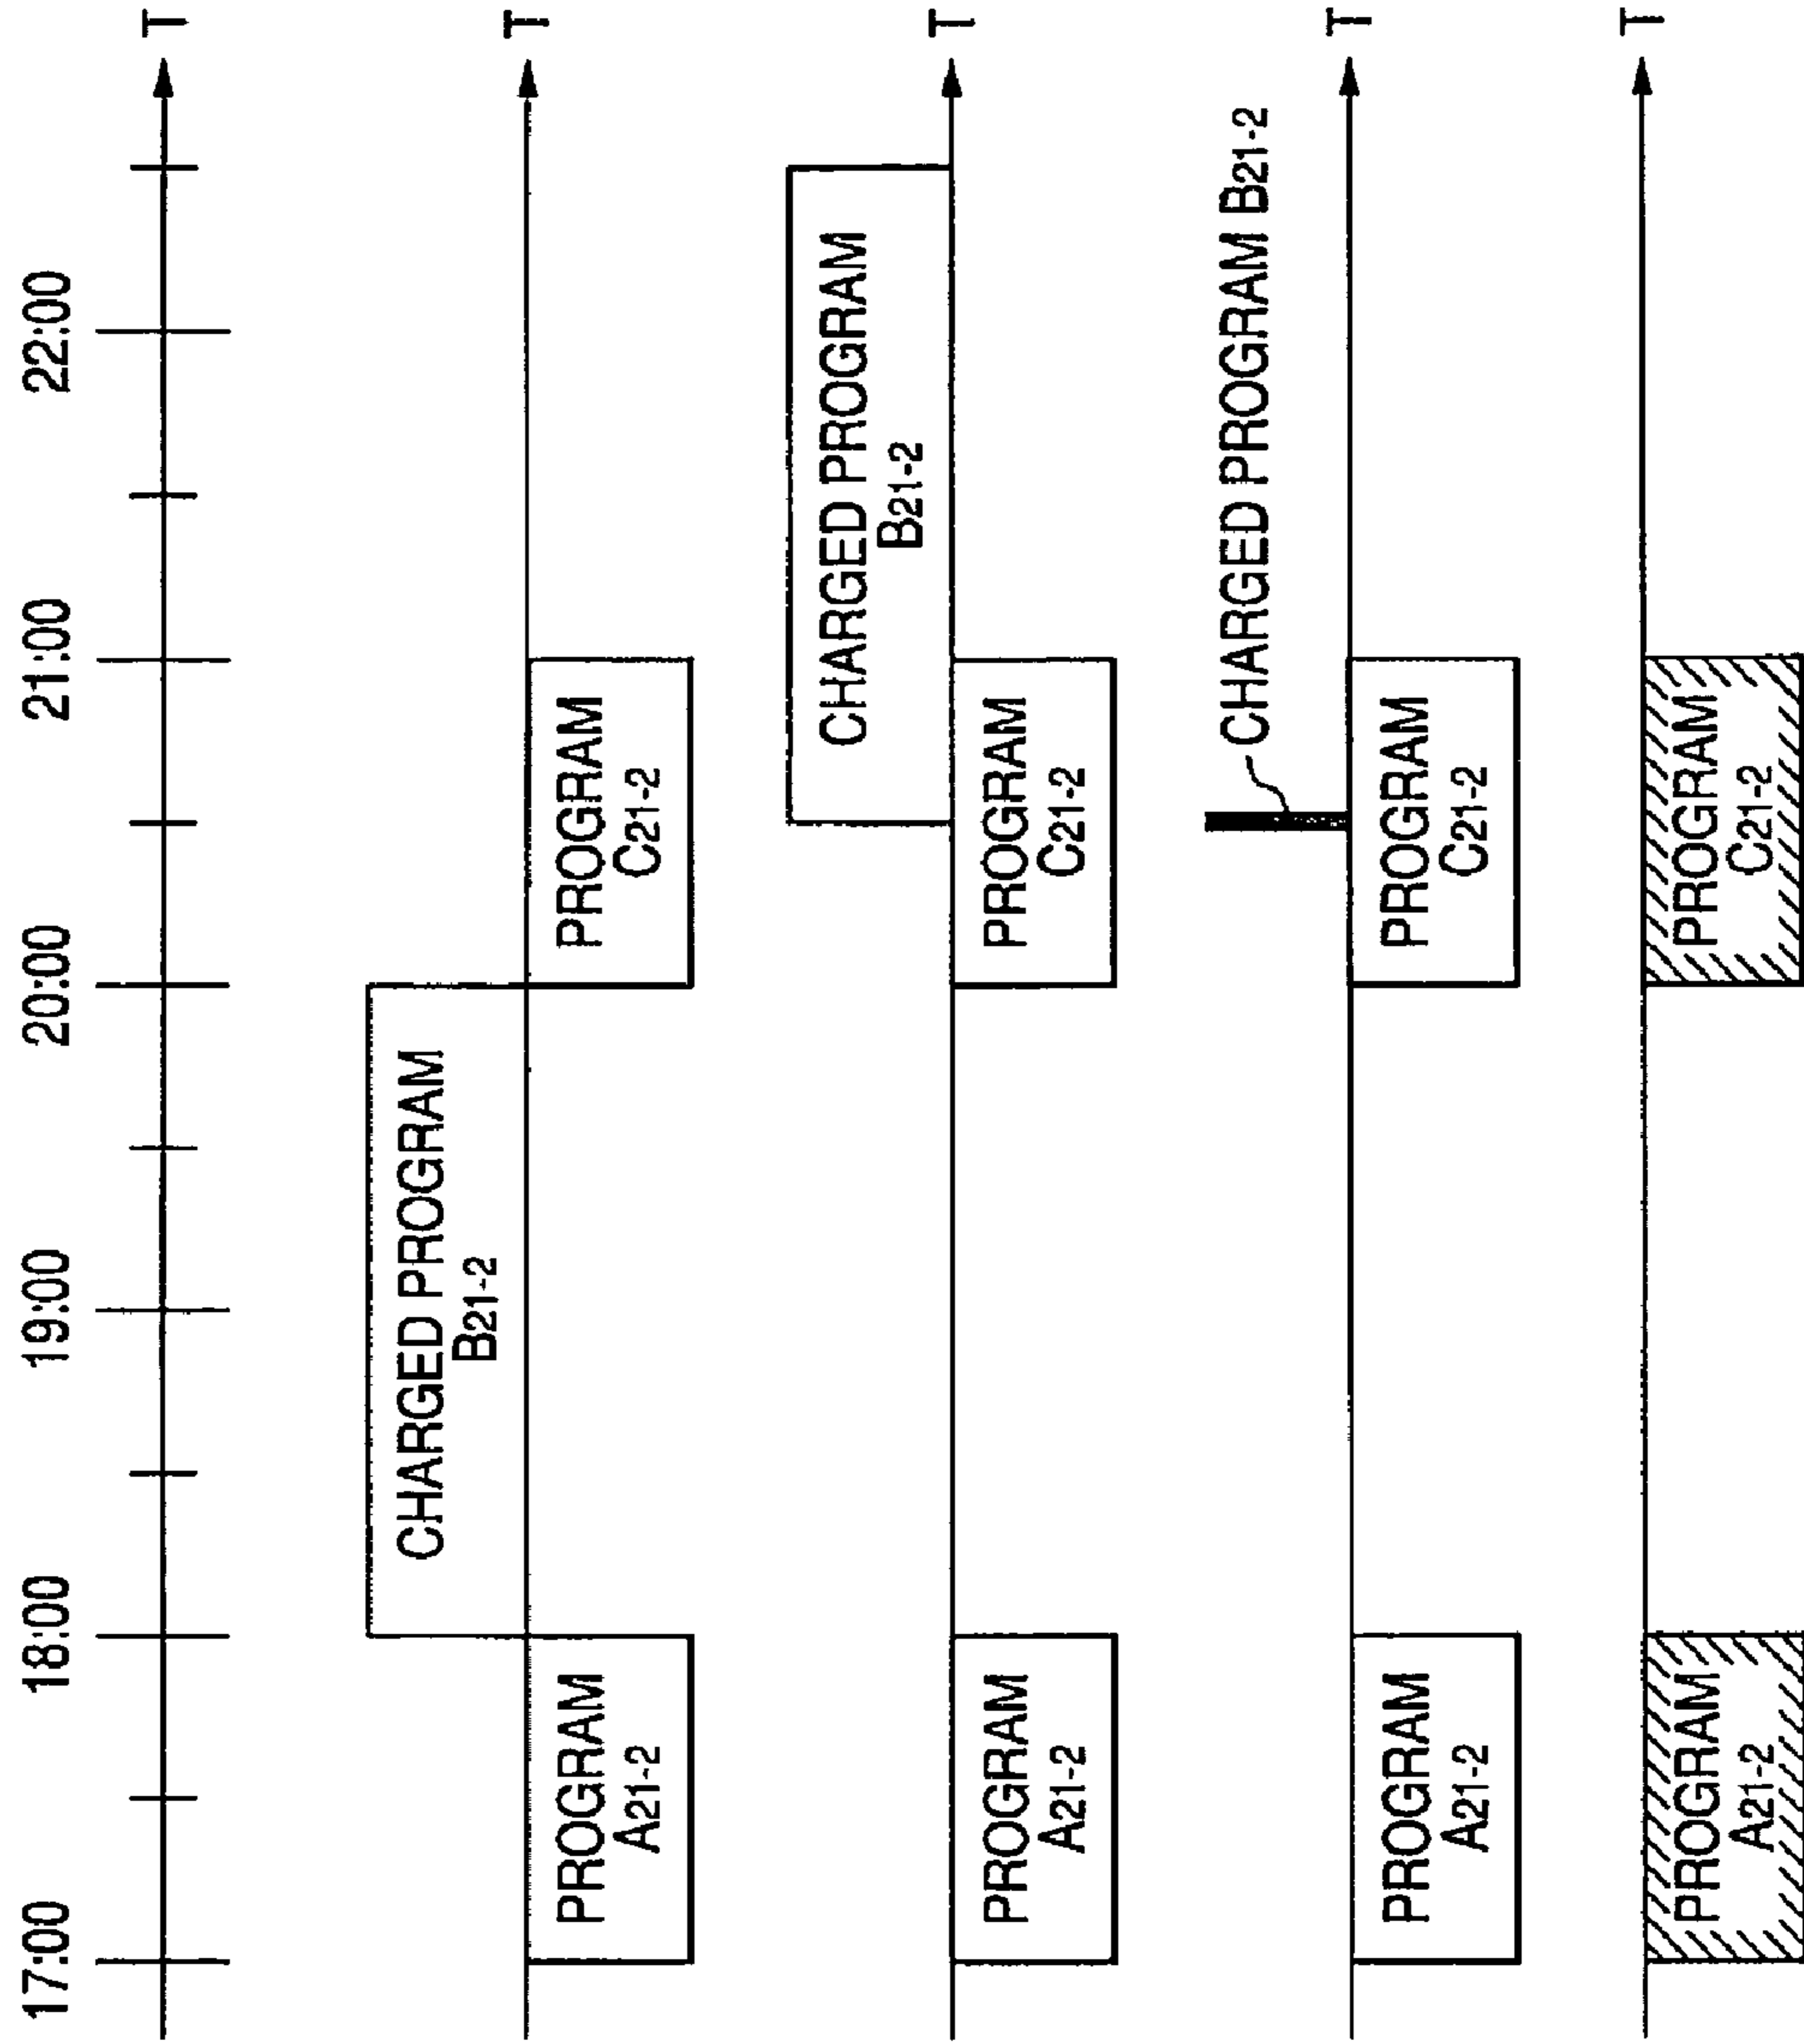 17:00 18:00 19:00 20:00 21:00 22:00
T
CHARGED PROGRAM
B21-2
T
PROGRAM
A21-2
PROGRAM
C21-2
CHARGED PROGRAM
B21-2
T
PROGRAM
A21-2
PROGRAM
C21-2
CHARGED PROGRAM B21-2
T
PROGRAM
A21-2
PROGRAM
C21-2
T
PROGRAM
A21-2
PROGRAM
C21-2